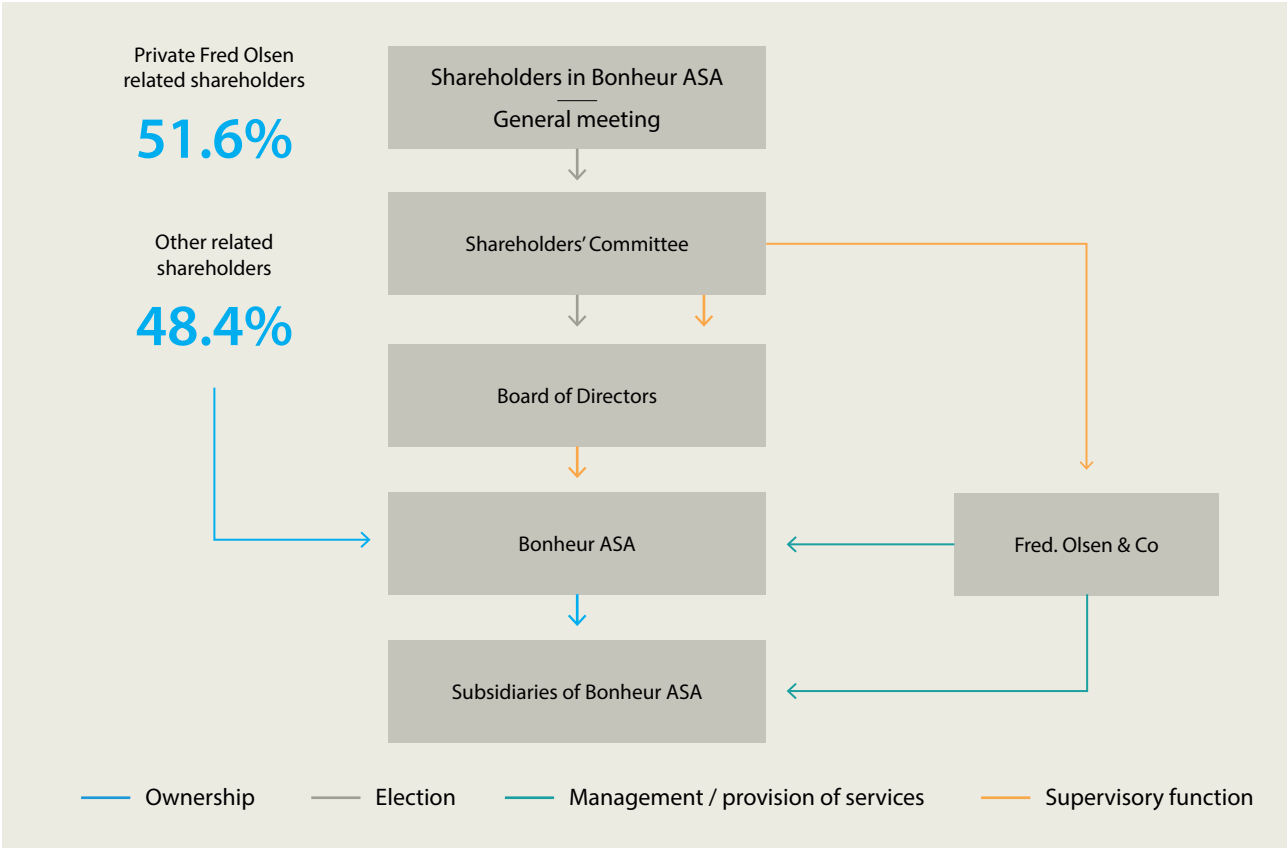 Private Fred Olsen
related shareholders
51.6%
Other related
shareholders
48.4%
Shareholders in Bonheur ASA
General meeting
Shareholders’ Committee
Board of Directors
Bonheur ASA
Fred. Olsen & Co
Subsidiaries of Bonheur ASA
Ownership
Election
Management / provision of services
Supervisory function